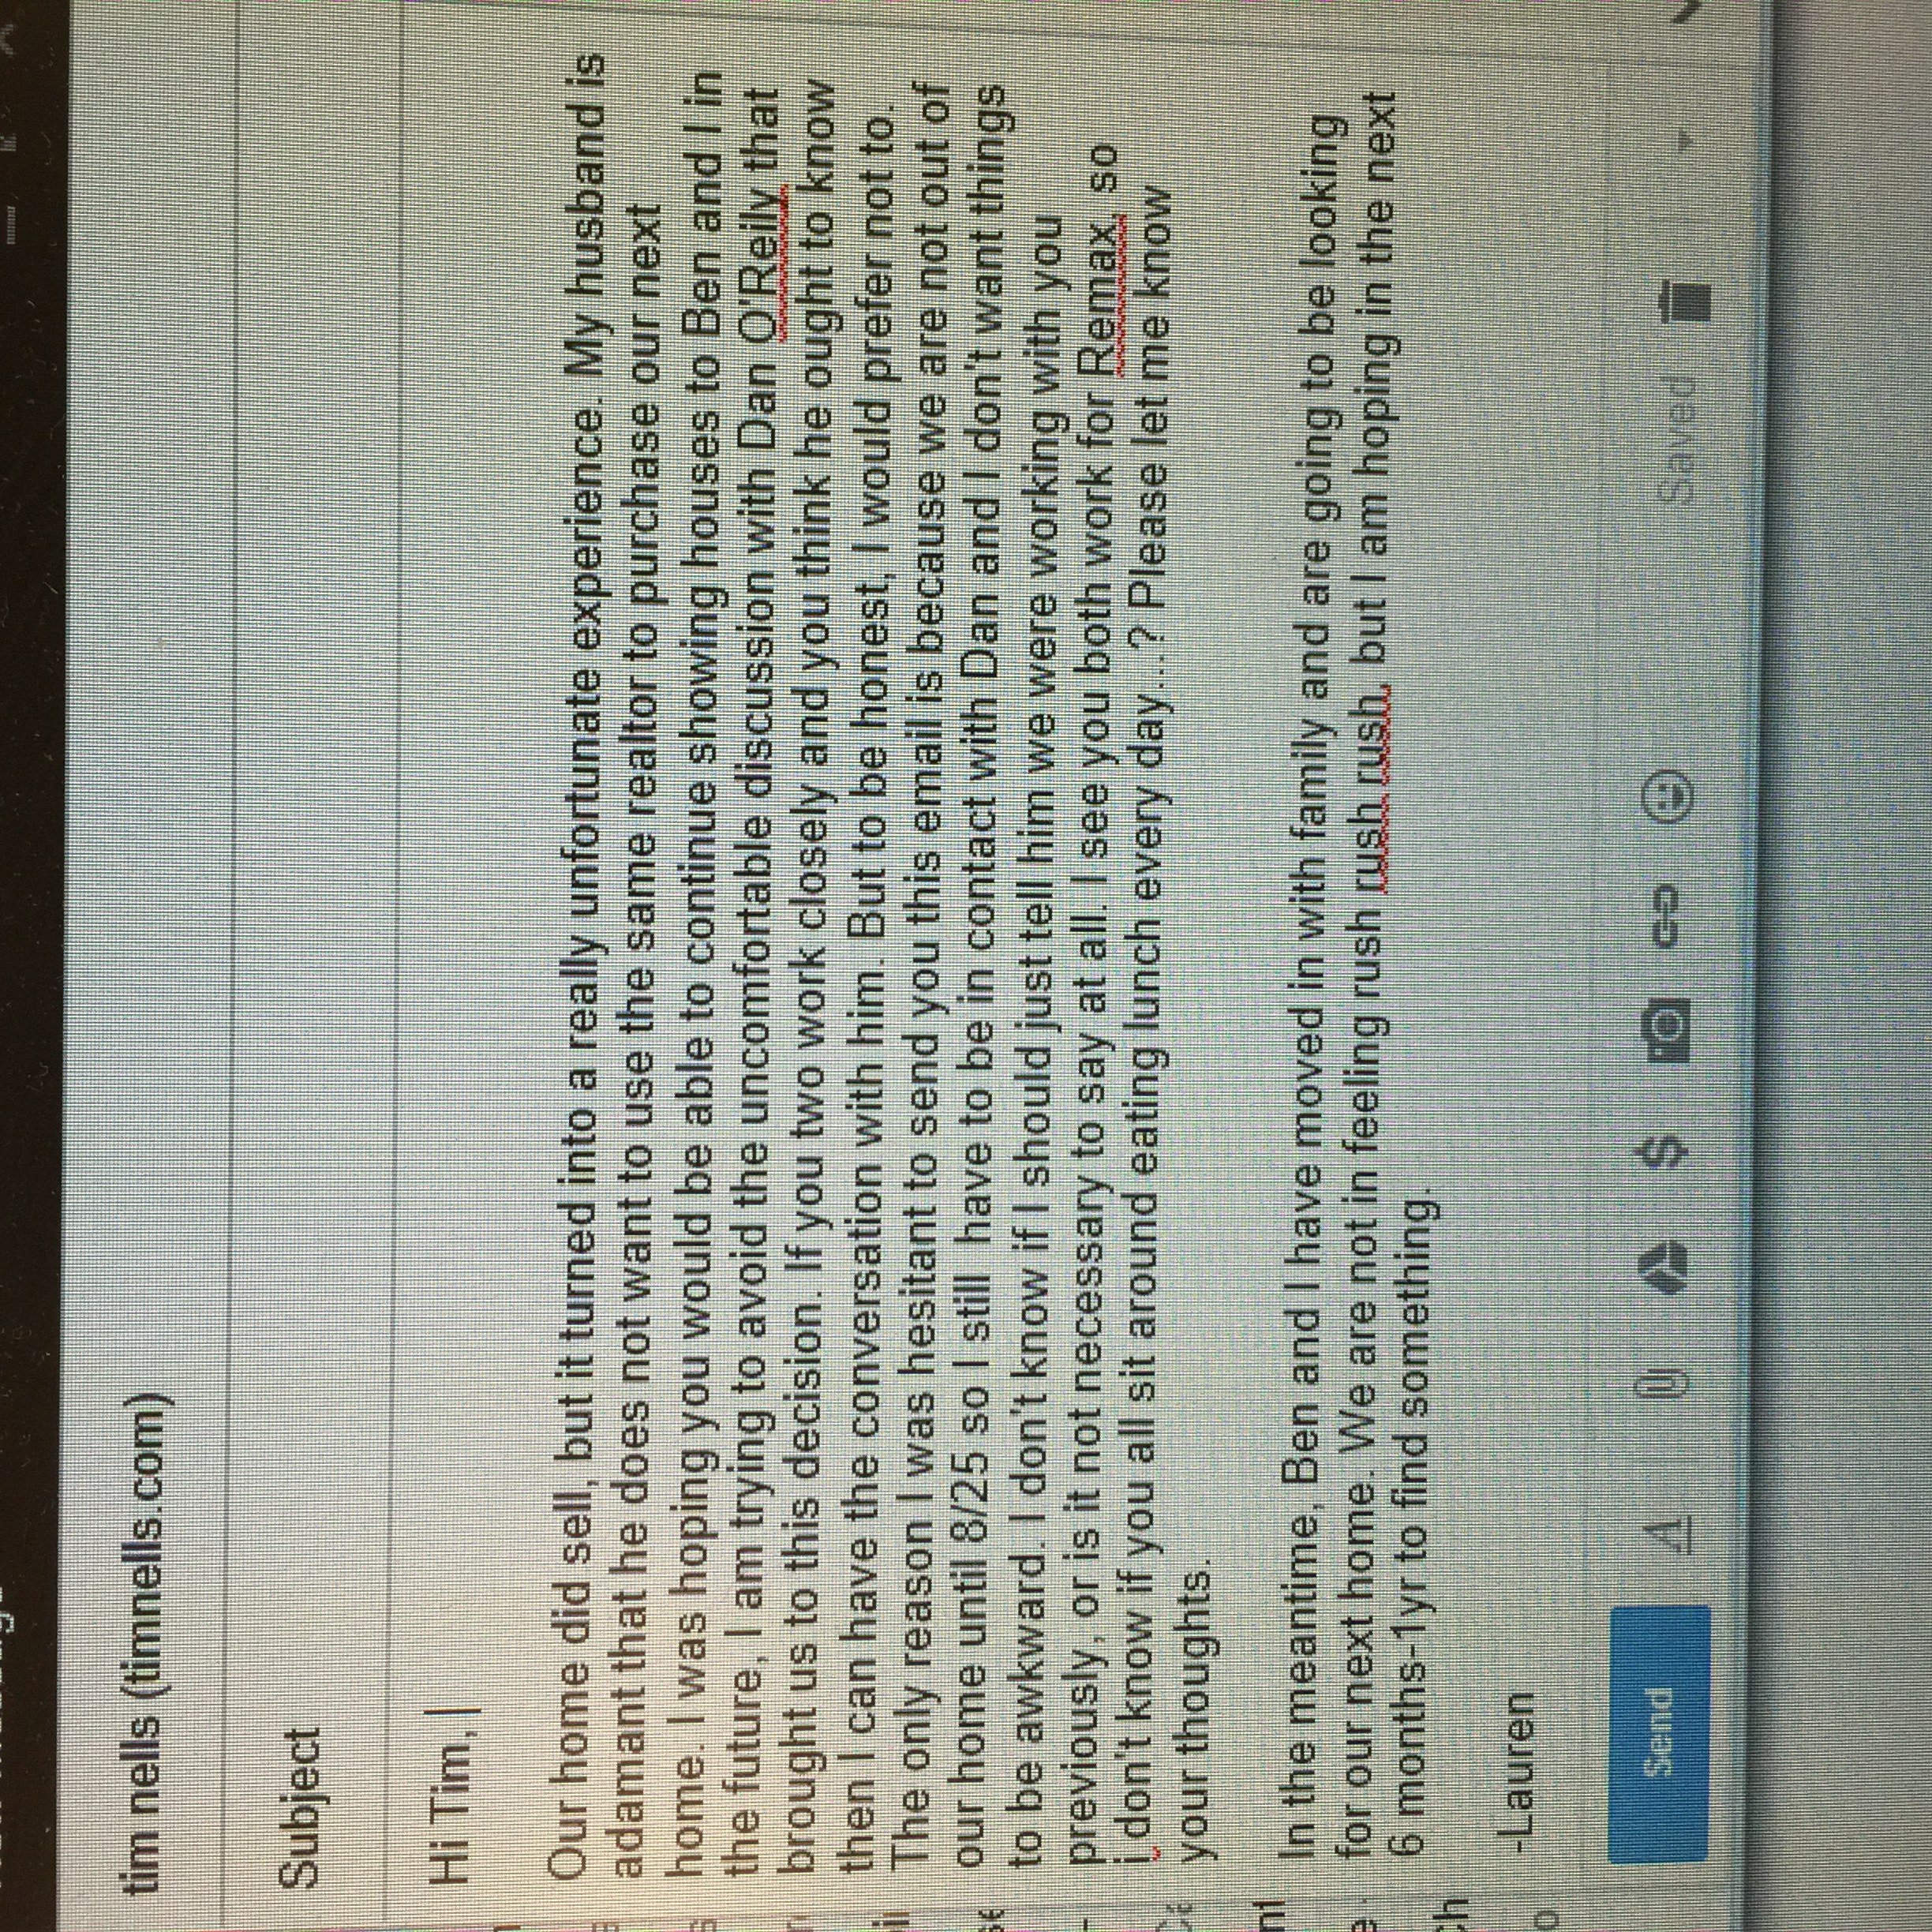 tim nells (timnells.com)
Subject
Hi Tim,
Our home did sell, but it turned into a really unfortunate experience. My husband is
adamant that he does not want to use the same realtor to purchase our next
home. I was hoping you would be able to continue showing houses to Ben and I in
the future, I am trying to avoid the uncomfortable discussion with Dan O'Reily that
brought us to this decision. If you two work closely and you think he ought to know
then I can have the conversation with him. But to be honest, I would prefer not to.
The only reason I was hesitant to send you this email is because we are not out of
our home until 8/25 so I still  have to be in contact with Dan and I don't want things
to be awkward. I don't know if I should just tell him we were working with you
previously, or is it not necessary to say at all. I see you both work for Remax, so
i don't know if you all sit around eating lunch every day...? Please let me know
your thoughts.
In the meantime, Ben and I have moved in with family and are going to be looking
for our next home. We are not in feeling rush rush rush, but I am hoping in the next
6 months-1yr to find something.
-Lauren
Send
Saved